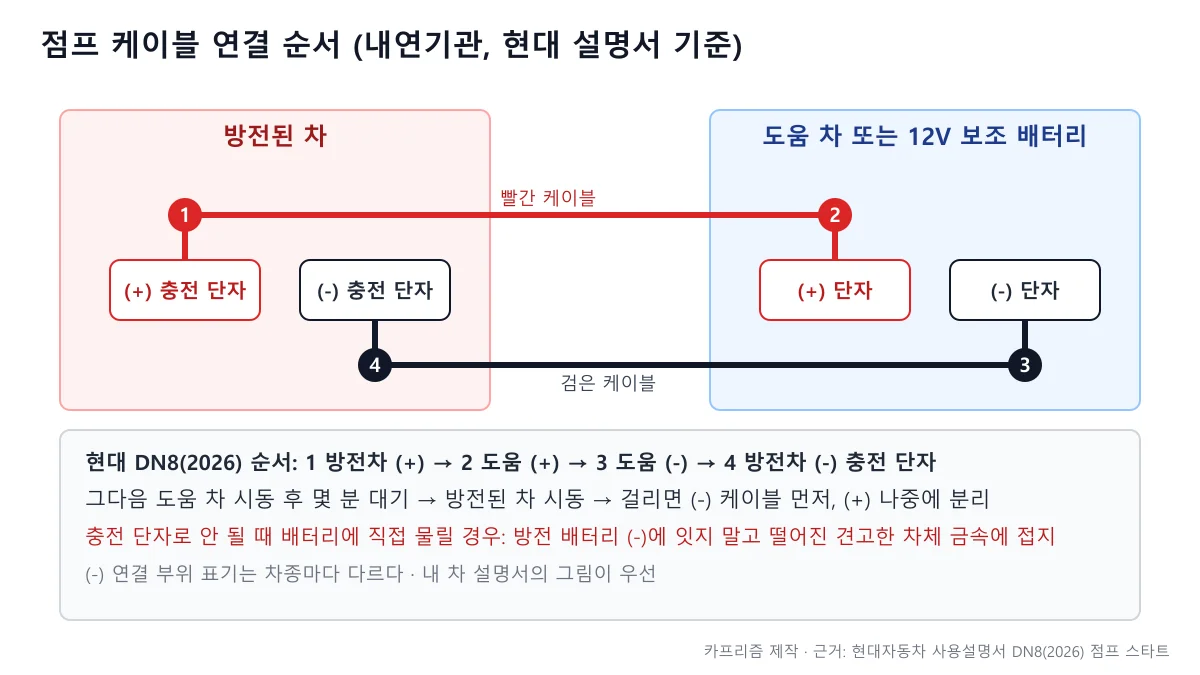 점프 케이블 연결 순서 (내연기관, 현대 설명서 기준)
방전된 차
도움 차 또는 12V 보조 배터리
빨간 케이블
1
2
(+) 충전 단자
(-) 충전 단자
(+) 단자
(-) 단자
4
3
검은 케이블
현대 DN8(2026) 순서: 1 방전차 (+) → 2 도움 (+) → 3 도움 (-) → 4 방전차 (-) 충전 단자
그다음 도움 차 시동 후 몇 분 대기 → 방전된 차 시동 → 걸리면 (-) 케이블 먼저, (+) 나중에 분리
충전 단자로 안 될 때 배터리에 직접 물릴 경우: 방전 배터리 (-)에 잇지 말고 떨어진 견고한 차체 금속에 접지
(-) 연결 부위 표기는 차종마다 다르다 · 내 차 설명서의 그림이 우선
카프리즘 제작 · 근거: 현대자동차 사용설명서 DN8(2026) 점프 스타트